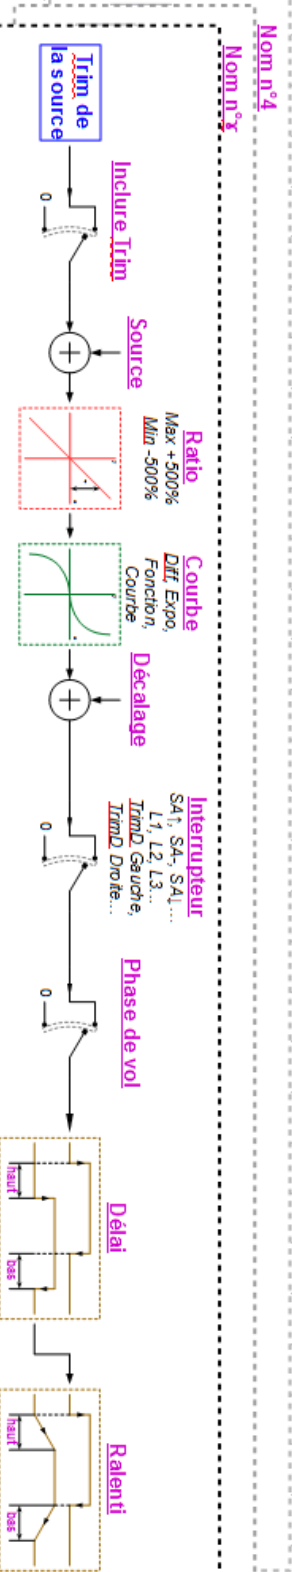 Nom n°4
Nom n°x
Trim de
la source
Inclure Trim
0
Source
Ratio
Max +500%
Min -500%
Courbe
Diff, Expo,
Fonction,
Courbe
Décalage
Interrupteur
SA↑, SA-, SA↓...
L1, L2, L3...
TrimD Gauche,
TrimD Droite...
0
Phase de vol
0
Délai
haut
bas
Ralenti
haut
bas